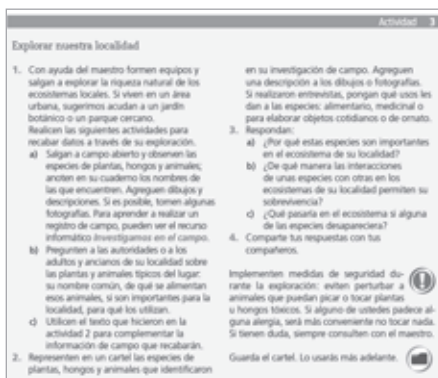 Actividad 3
Explorar nuestra localidad
1. Con ayuda del maestro formen equipos y
salgan a explorar la riqueza natural de los
ecosistemas locales. Si viven en un área
urbana, sugerimos acudan a un jardín
botánico o un parque cercano.
Realicen las siguientes actividades para
recabar datos a través de su exploración.
a) Salgan a campo abierto y observen las
especies de plantas, hongos y animales;
anoten en su cuaderno los nombres de
las que encuentren. Agreguen dibujos y
descripciones. Si es posible, tomen algunas
fotografías. Para aprender a realizar un
registro de campo, pueden ver el recurso
informático Investigamos en el campo.
b) Pregunten a las autoridades o a los
adultos y ancianos de su localidad sobre
las plantas y animales típicos del lugar:
su nombre común, de qué se alimentan
esos animales, si son importantes para la
localidad, para qué los utilizan.
c) Utilicen el texto que hicieron en la
actividad 2 para complementar la
información de campo que recabarán.
2. Representen en un cartel las especies de
plantas, hongos y animales que identificaron
en su investigación de campo. Agreguen
una descripción a los dibujos o fotografías.
Si realizaron entrevistas, pongan qué usos les
dan a las especies: alimentario, medicinal o
para elaborar objetos cotidianos o de ornato.
3. Respondan:
a) ¿Por qué estas especies son importantes
en el ecosistema de su localidad?
b) ¿De qué manera las interacciones
de unas especies con otras en los
ecosistemas de su localidad permiten su
sobrevivencia?
c) ¿Qué pasaría en el ecosistema si alguna
de las especies desapareciera?
4. Comparte tus respuestas con tus
compañeros.
Implementen medidas de seguridad du-
rante la exploración: eviten perturbar a
animales que puedan picar o tocar plantas
u hongos tóxicos. Si alguno de ustedes padece al-
guna alergia, será más conveniente no tocar nada.
Si tienen duda, siempre consulten con el maestro.
Guarda el cartel. Lo usarás más adelante.